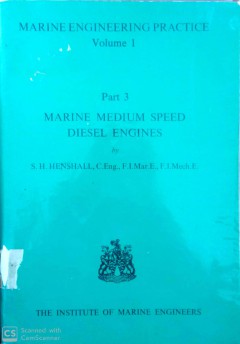 MARINE ENGINEERING PRACTICE
Volume 1
Part 3
MARINE MEDIUM SPEED
DIESEL ENGINES
by
S. H. HENSHALL, C.Eng., F.I.Mar.E., F.I.Mech.E.
THE INSTITUTE OF MARINE ENGINEERS
CS Scanned with
CamScanner